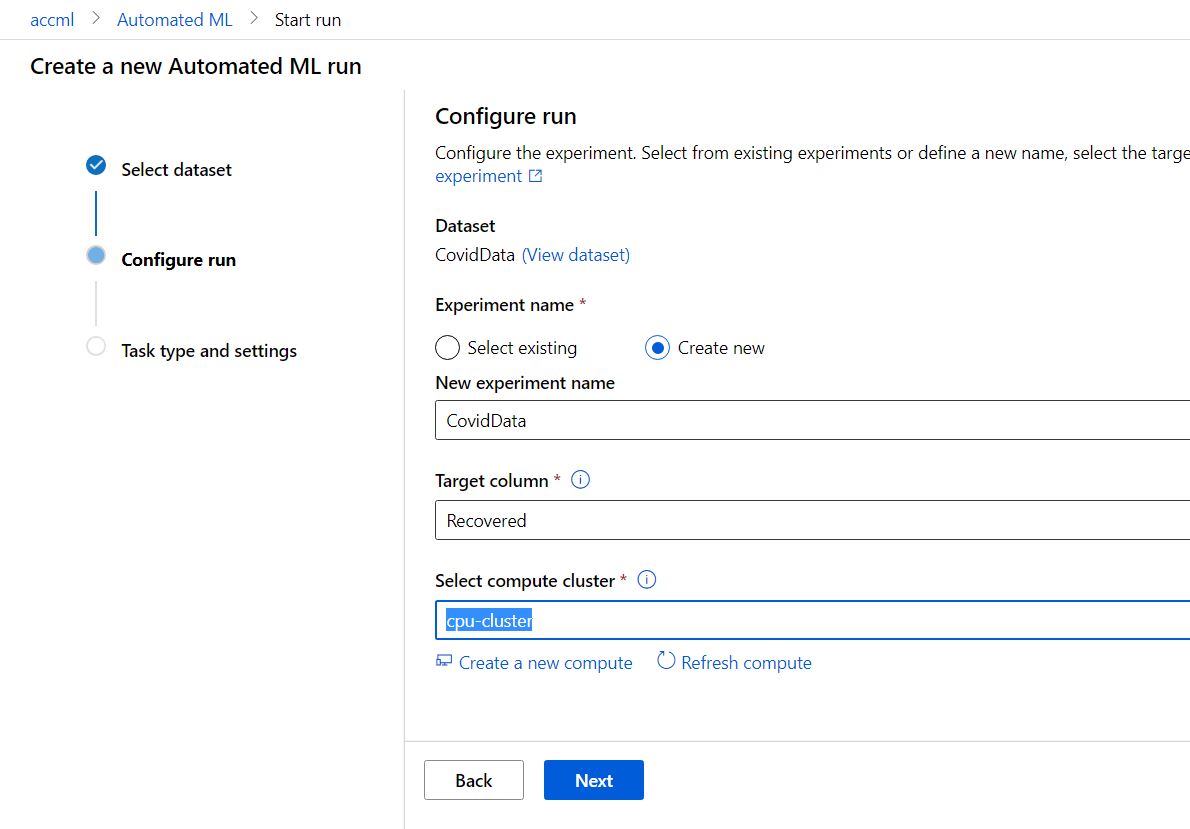 accml > Automated ML > Start run
Create a new Automated ML run
Select dataset
Configure run
Task type and settings
Configure run
Configure the experiment. Select from existing experiments or define a new name, select the targe
experiment
Dataset
CovidData (View dataset)
Experiment name *
Select existing
Create new
New experiment name
CovidData
Target column *
Recovered
Select compute cluster *
cpu-cluster
Create a new compute
Refresh compute
Back
Next